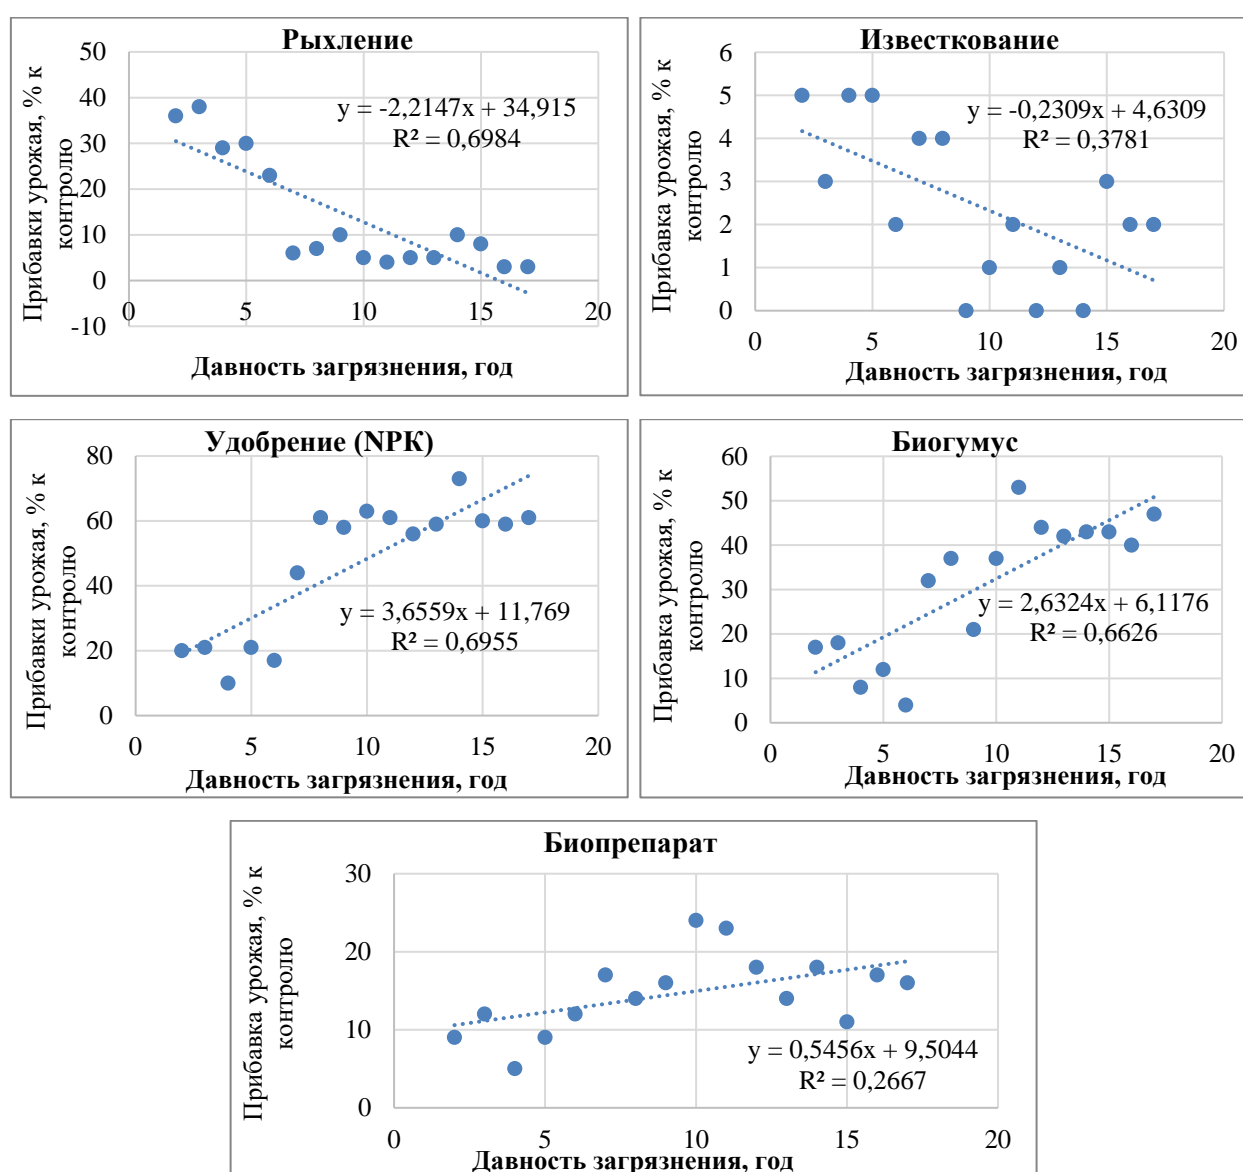 Рыхление
Прибавки урожая, % к
контролю
50
40
30
20
10
0
-10
y = -2,2147x + 34,915
R² = 0,6984
0 5 10 15 20
Давность загрязнения, год
Известкование
Прибавка урожая, % к
контролю
6
5
4
3
2
1
0
y = -0,2309x + 4,6309
R² = 0,3781
0 5 10 15 20
Давность загрязнения, год
Удобрение (NPK)
Прибавки урожая, % к
контролю
80
60
40
20
0
y = 3,6559x + 11,769
R² = 0,6955
0 5 10 15 20
Давность загрязнения, год
Биогумус
Прибавка урожая, % к
контролю
60
50
40
30
20
10
0
y = 2,6324x + 6,1176
R² = 0,6626
0 5 10 15 20
Давность загрязнения, год
Биопрепарат
Прибавка урожая, % к
контролю
30
20
10
0
y = 0,5456x + 9,5044
R² = 0,2667
0 5 10 15 20
Давность загрязнения, год